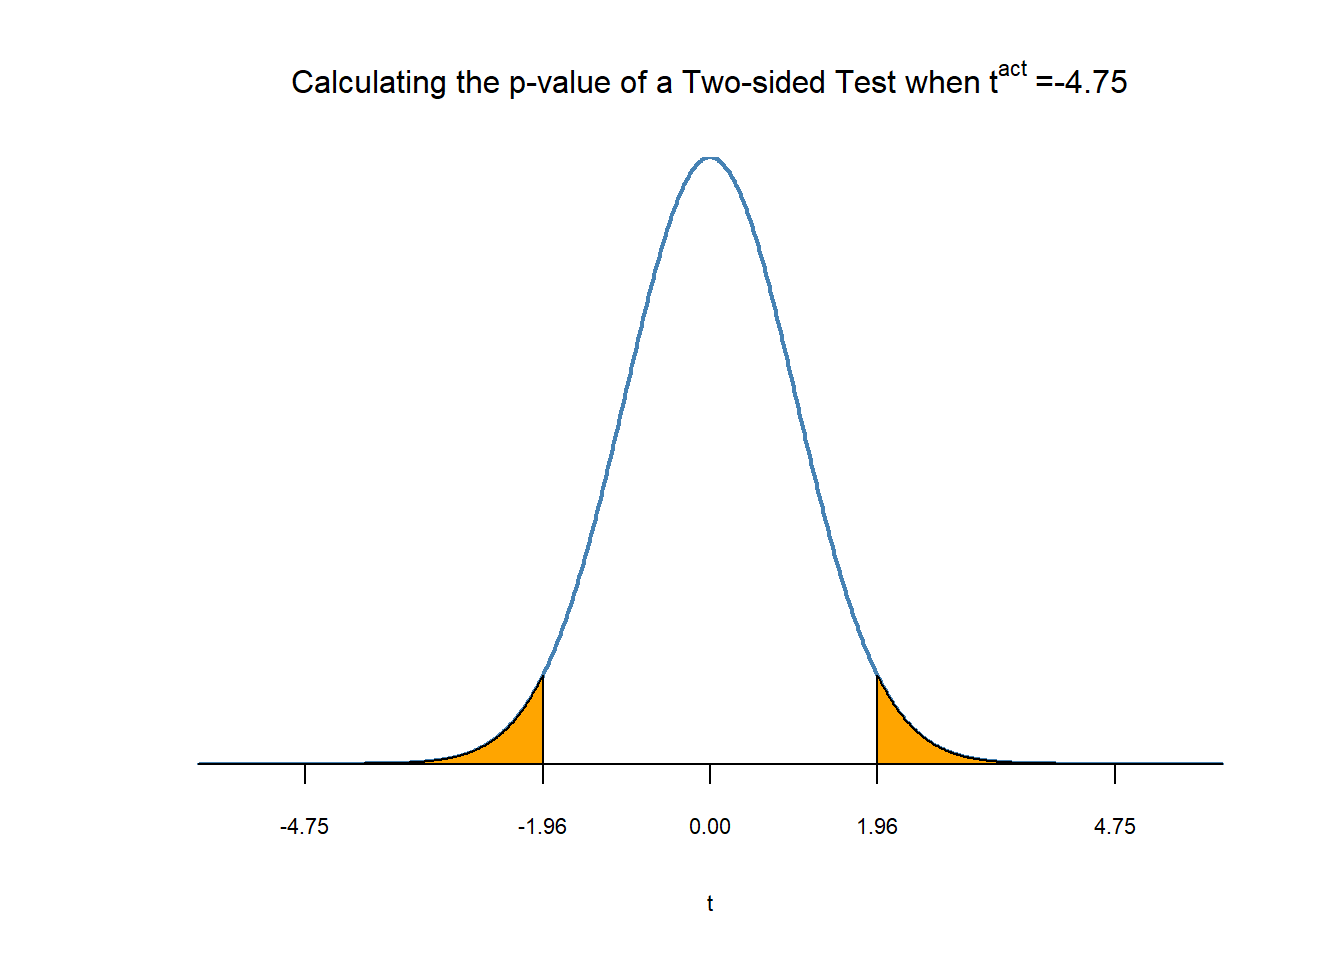 Calculating the p-value of a Two-sided Test when t^act =-4.75
-4.75 -1.96 0.00 1.96 4.75
t